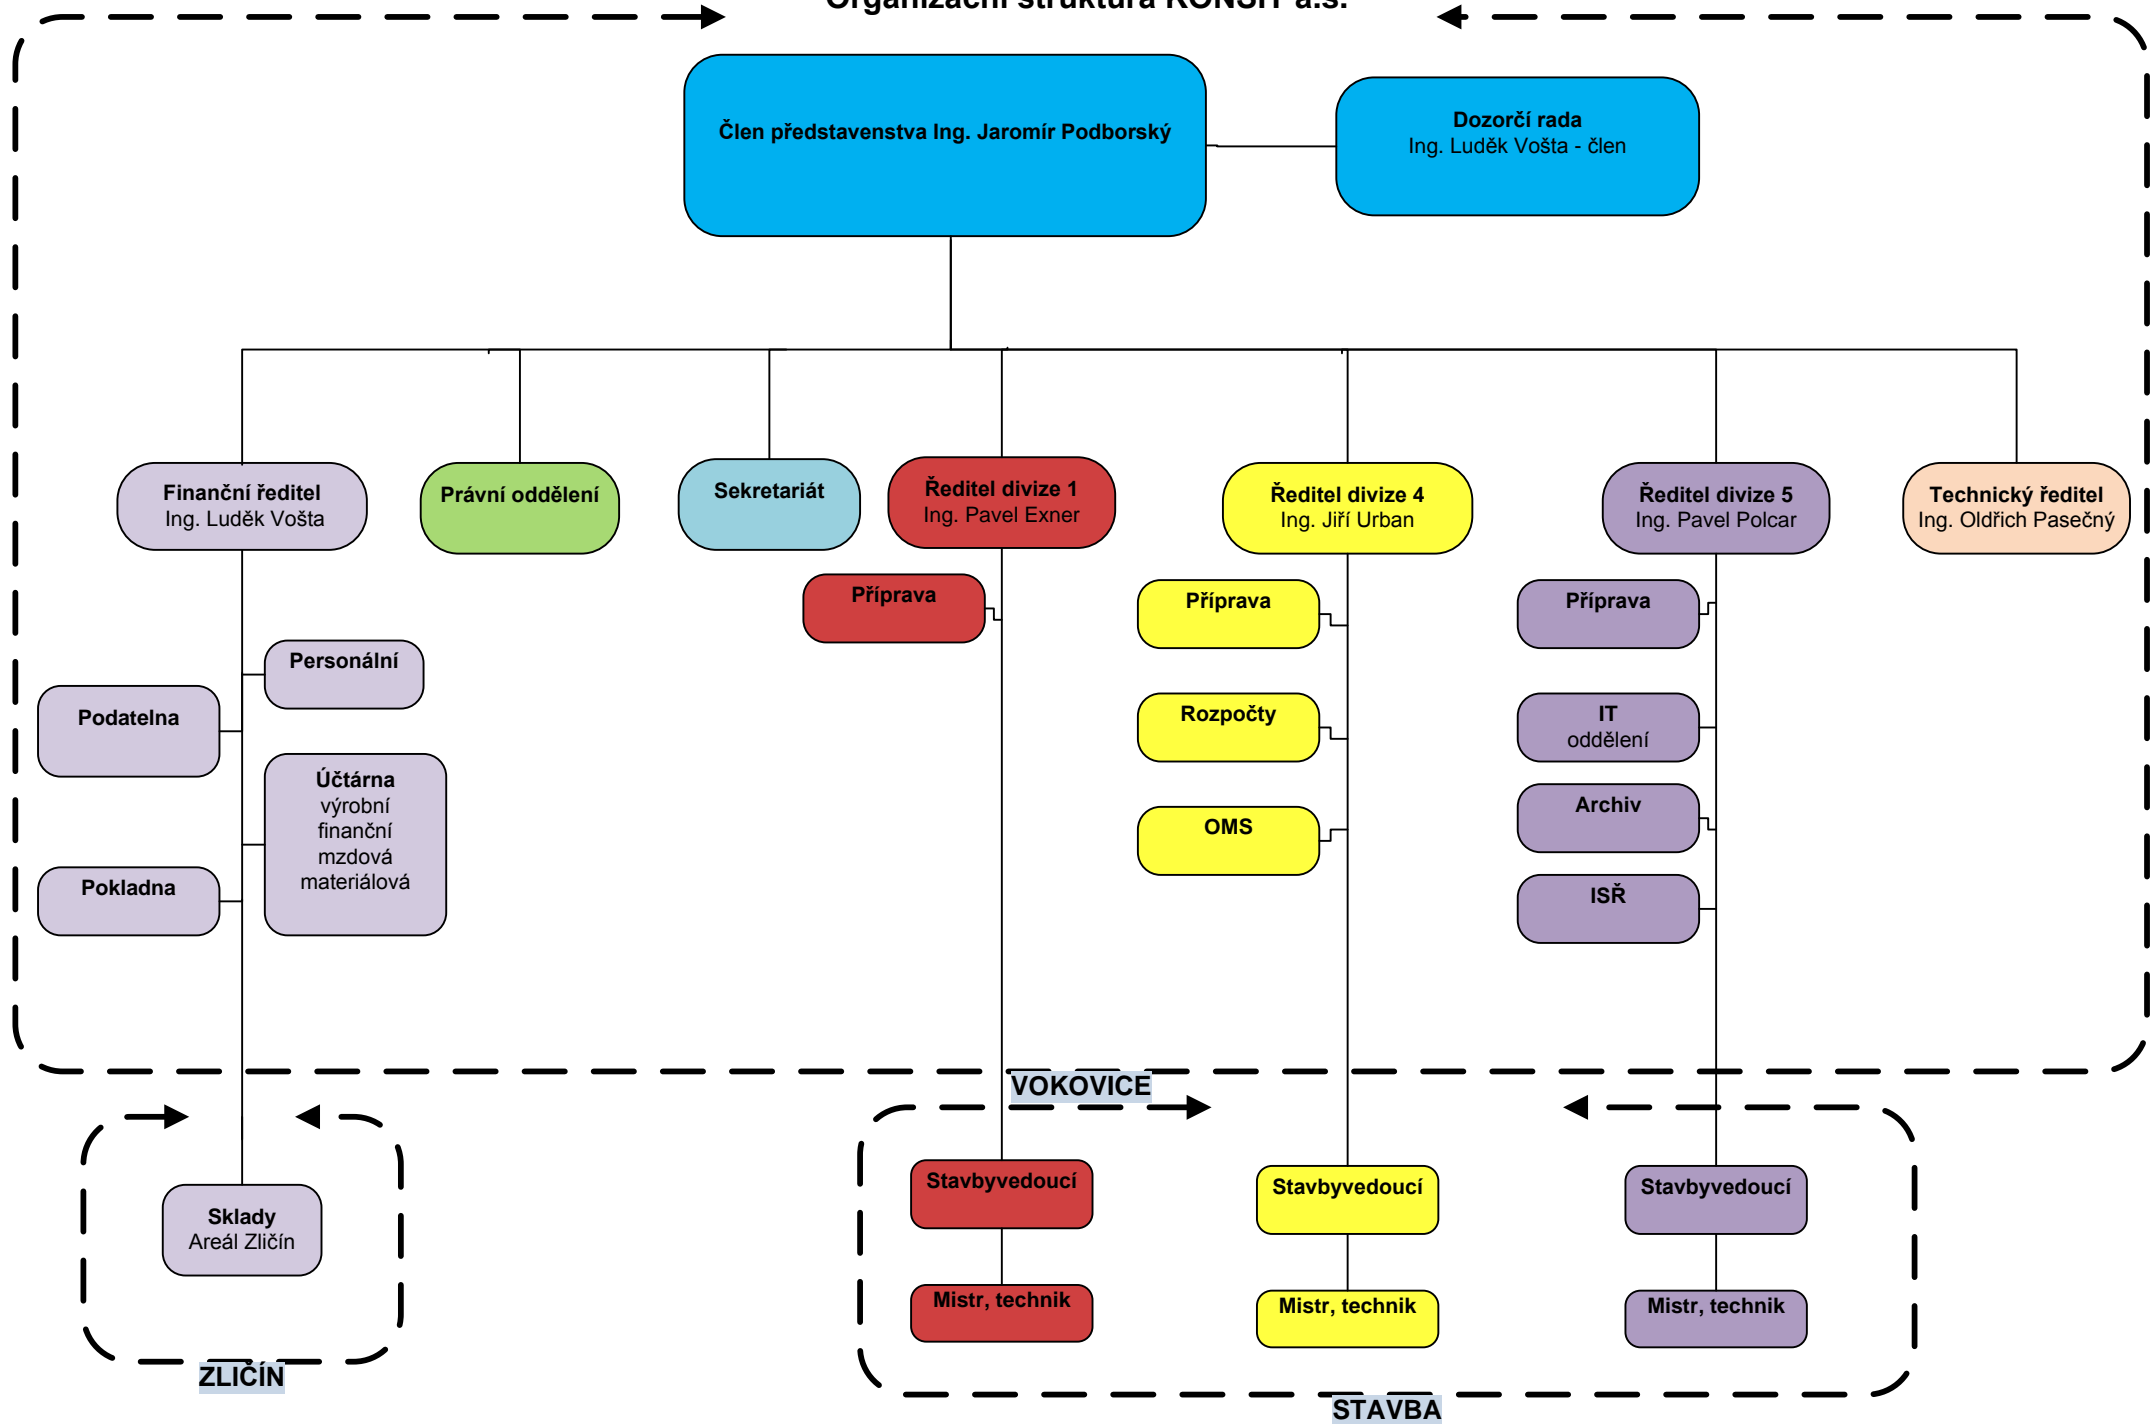 Organizační struktura KONSIT a.s.
Člen představenstva Ing. Jaromír Podborský
Dozorčí rada
Ing. Luděk Vošta - člen
Finanční ředitel
Ing. Luděk Vošta
Právní oddělení
Sekretariát
Ředitel divize 1
Ing. Pavel Exner
Ředitel divize 4
Ing. Jiří Urban
Ředitel divize 5
Ing. Pavel Polcar
Technický ředitel
Ing. Oldřich Pasečný
Příprava
Příprava
Příprava
Personální
Podatelna
Rozpočty
IT
oddělení
Účtárna
výrobní
finanční
mzdová
materiálová
Archiv
OMS
Pokladna
ISŘ
VOKOVICE
Stavbyvedoucí
Stavbyvedoucí
Stavbyvedoucí
Sklady
Areál Zličín
Mistr, technik
Mistr, technik
Mistr, technik
ZLIČÍN
STAVBA